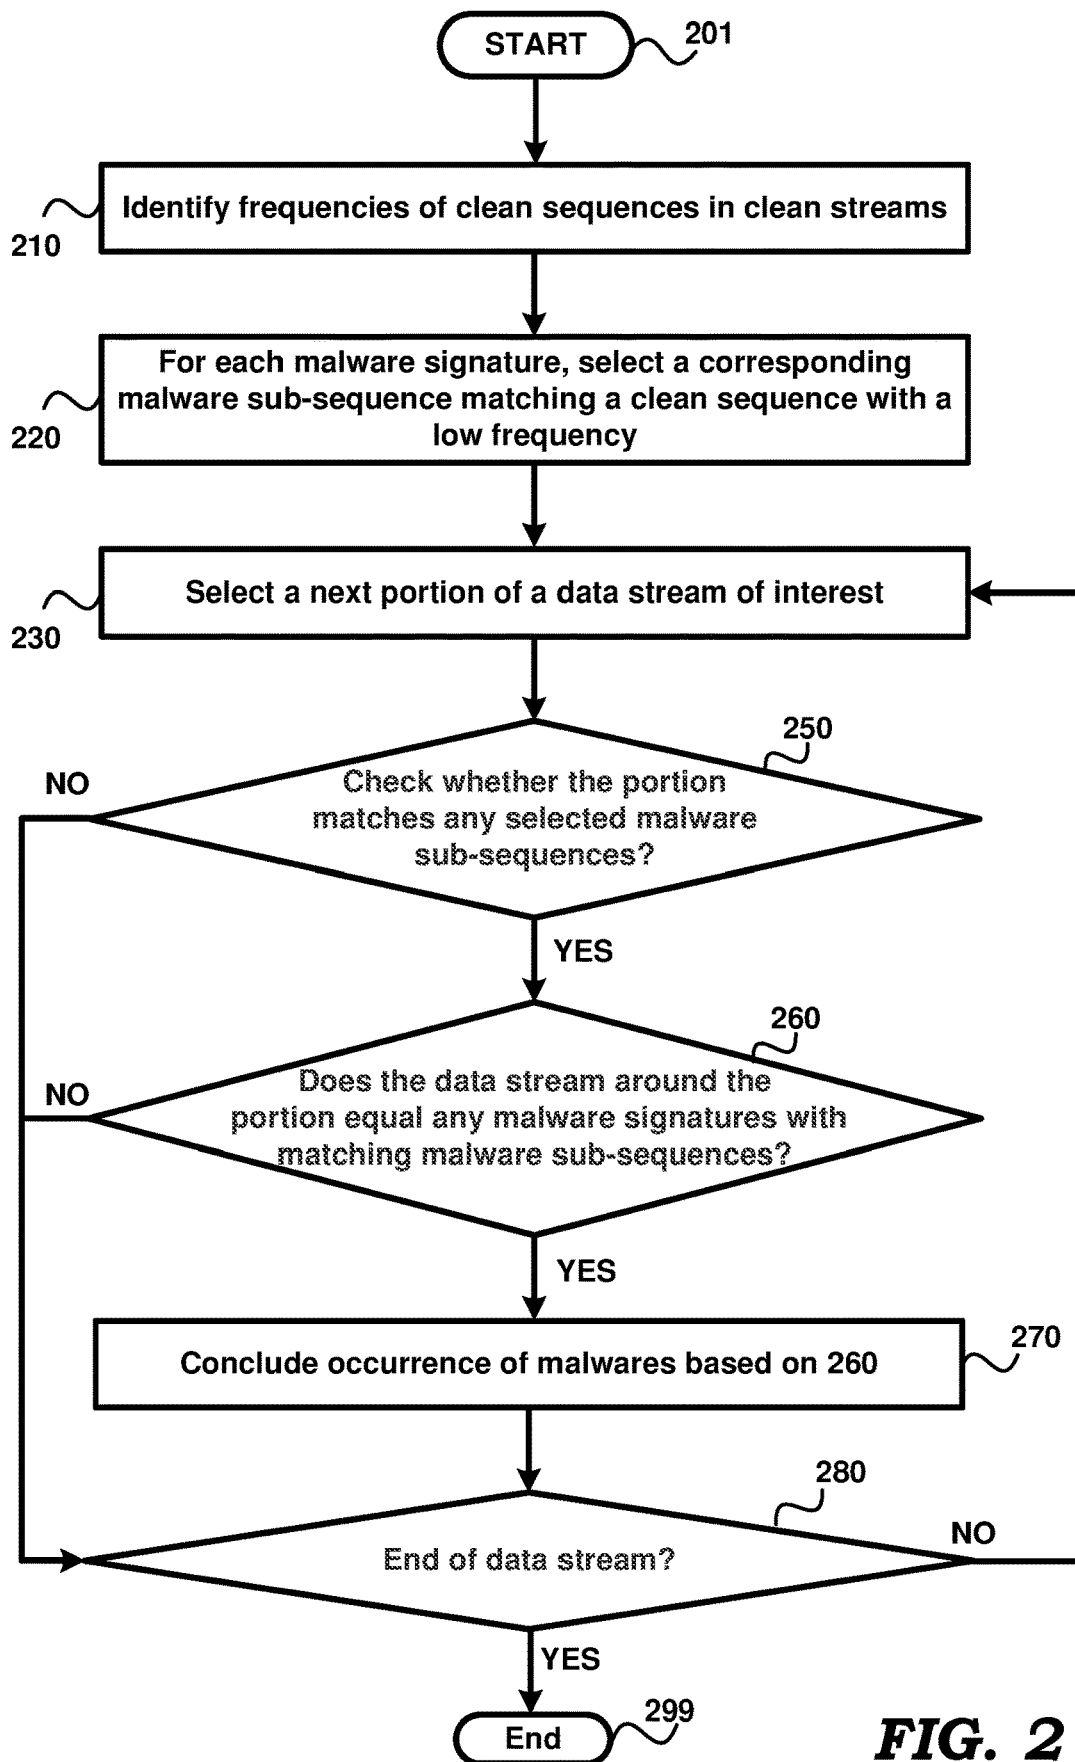 START
201
Identify frequencies of clean sequences in clean streams
210
For each malware signature, select a corresponding
malware sub-sequence matching a clean sequence with a
low frequency
220
Select a next portion of a data stream of interest
230
250
NO
Check whether the portion
matches any selected malware
sub-sequences?
YES
260
NO
Does the data stream around the
portion equal any malware signatures with
matching malware sub-sequences?
YES
Conclude occurrence of malwares based on 260
270
280
NO
End of data stream?
YES
End
299
FIG. 2